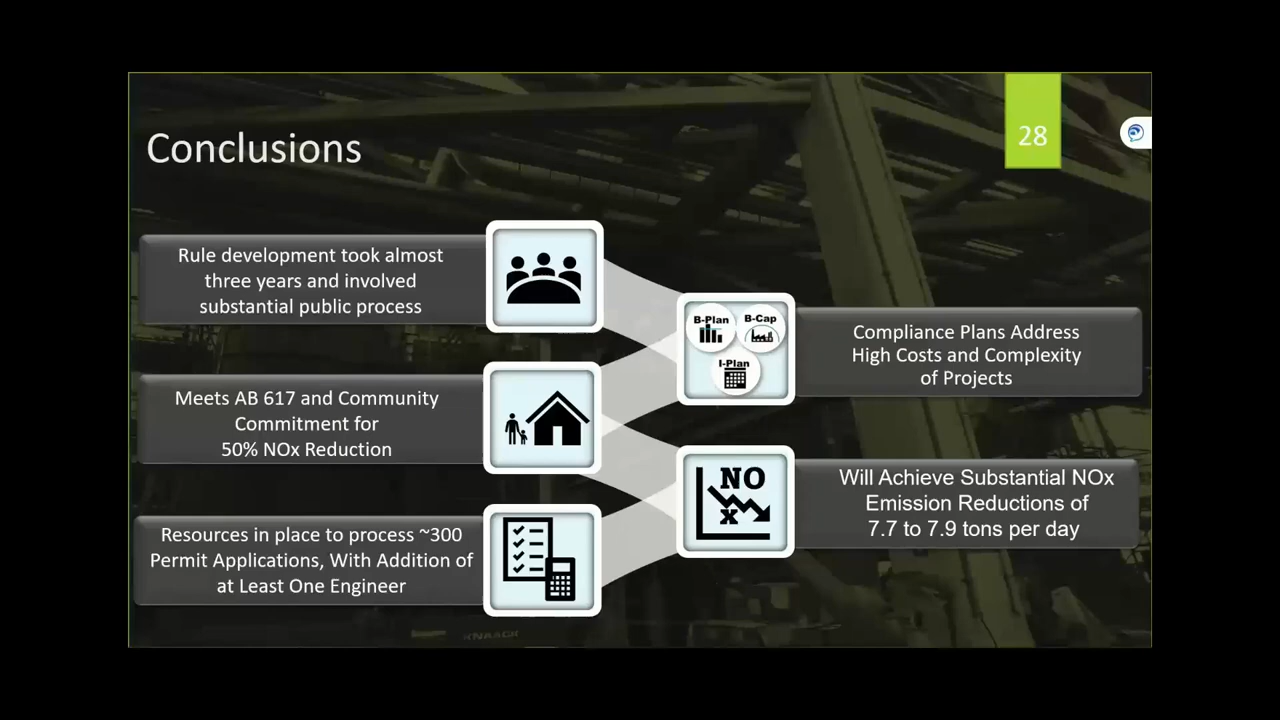 28
Conclusions
Rule development took almost
three years and involved
substantial public process
B-Plan
B-Cap
I-Plan
Compliance Plans Address
High Costs and Complexity
of Projects
Meets AB 617 and Community
Commitment for
50% NOx Reduction
NO
x
Will Achieve Substantial NOx
Emission Reductions of
7.7 to 7.9 tons per day
Resources in place to process ~300
Permit Applications, With Addition of
at Least One Engineer
KNAACK